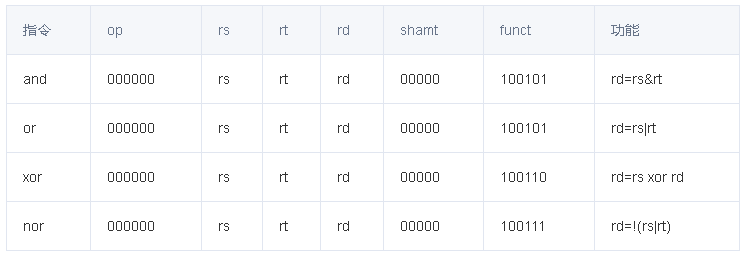 指令 op rs rt rd shamt funct 功能
and 000000 rs rt rd 00000 100101 rd=rs&rt
or 000000 rs rt rd 00000 100101 rd=rs|rt
xor 000000 rs rt rd 00000 100110 rd=rs xor rd
nor 000000 rs rt rd 00000 100111 rd=!(rs|rt)